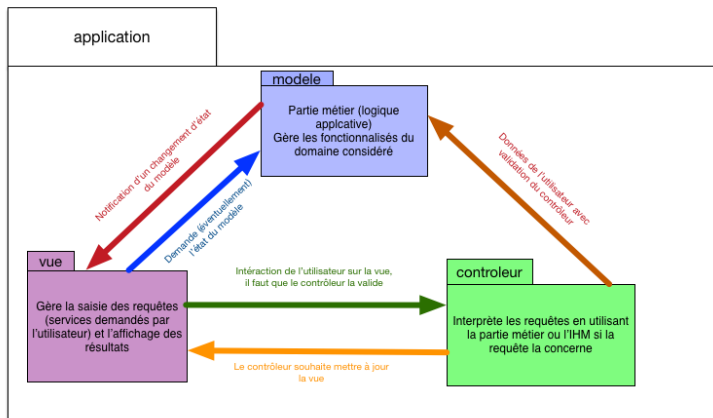 application
modele
Partie métier (logique
applcative)
Gère les fonctionnalisés du
domaine considéré
Notification d'un changement d'état
du modèle
Demande (éventuellement)
l'état du modèle
Données de l'utilisateur avec
validation du contrôleur
vue
Gère la saisie des requêtes
(services demandés par
l'utilisateur) et l'affichage des
résultats
Intéraction de l'utilisateur sur la vue,
il faut que le contrôleur la valide
controleur
Interprète les requêtes en utilisant
la partie métier ou l'IHM si la
requête la concerne
Le contrôleur souhaite mettre à jour
la vue